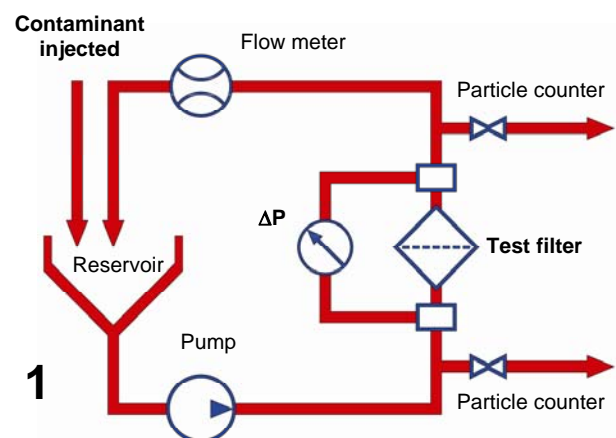 Contaminant
injected
Flow meter
Particle counter
ΔP
Test filter
Reservoir
Pump
1
Particle counter